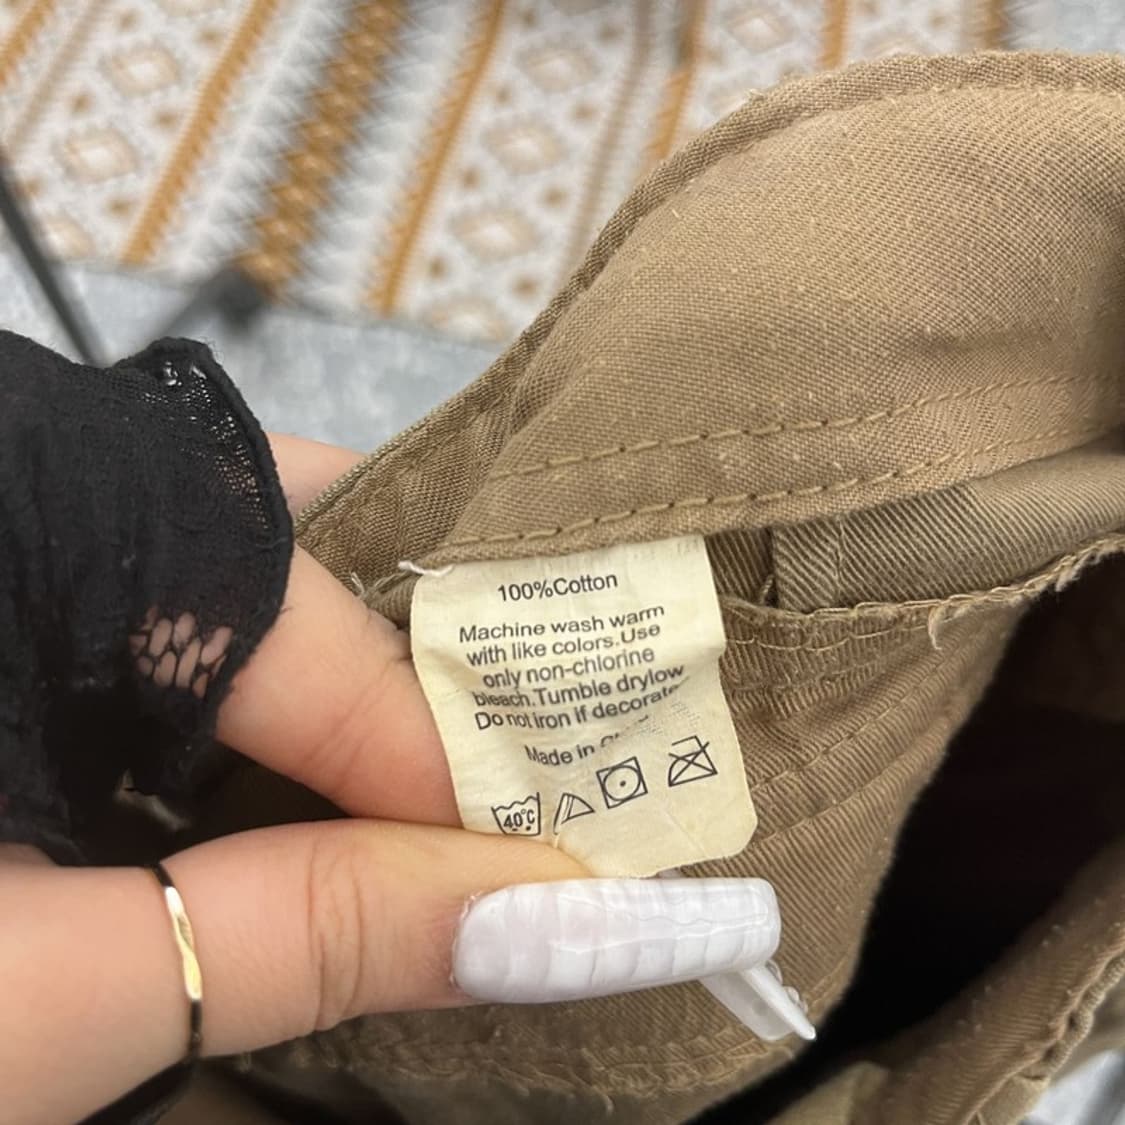 100%Cotton
Machine wash warm
with like colors.Use
only non-chlorine
bleach.Tumble drylow
Do not iron if decorate
Made in
40°C